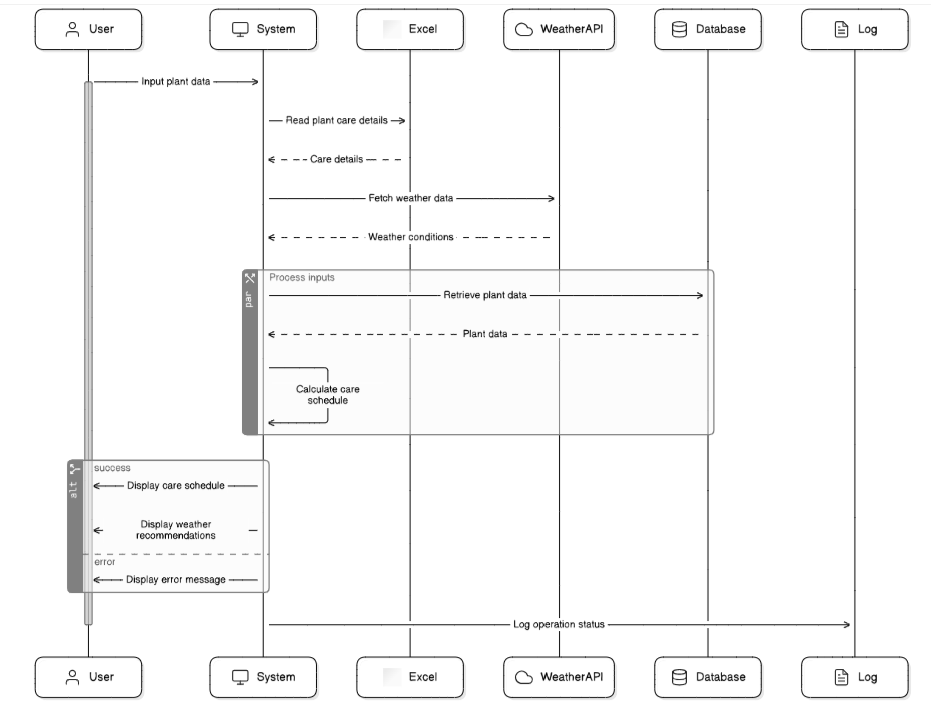 User
System
Excel
WeatherAPI
Database
Log
Input plant data
Read plant care details
Care details
Fetch weather data
Weather conditions
par
Process inputs
Retrieve plant data
Plant data
Calculate care
schedule
alt
success
Display care schedule
Display weather
recommendations
error
Display error message
Log operation status
User
System
Excel
WeatherAPI
Database
Log